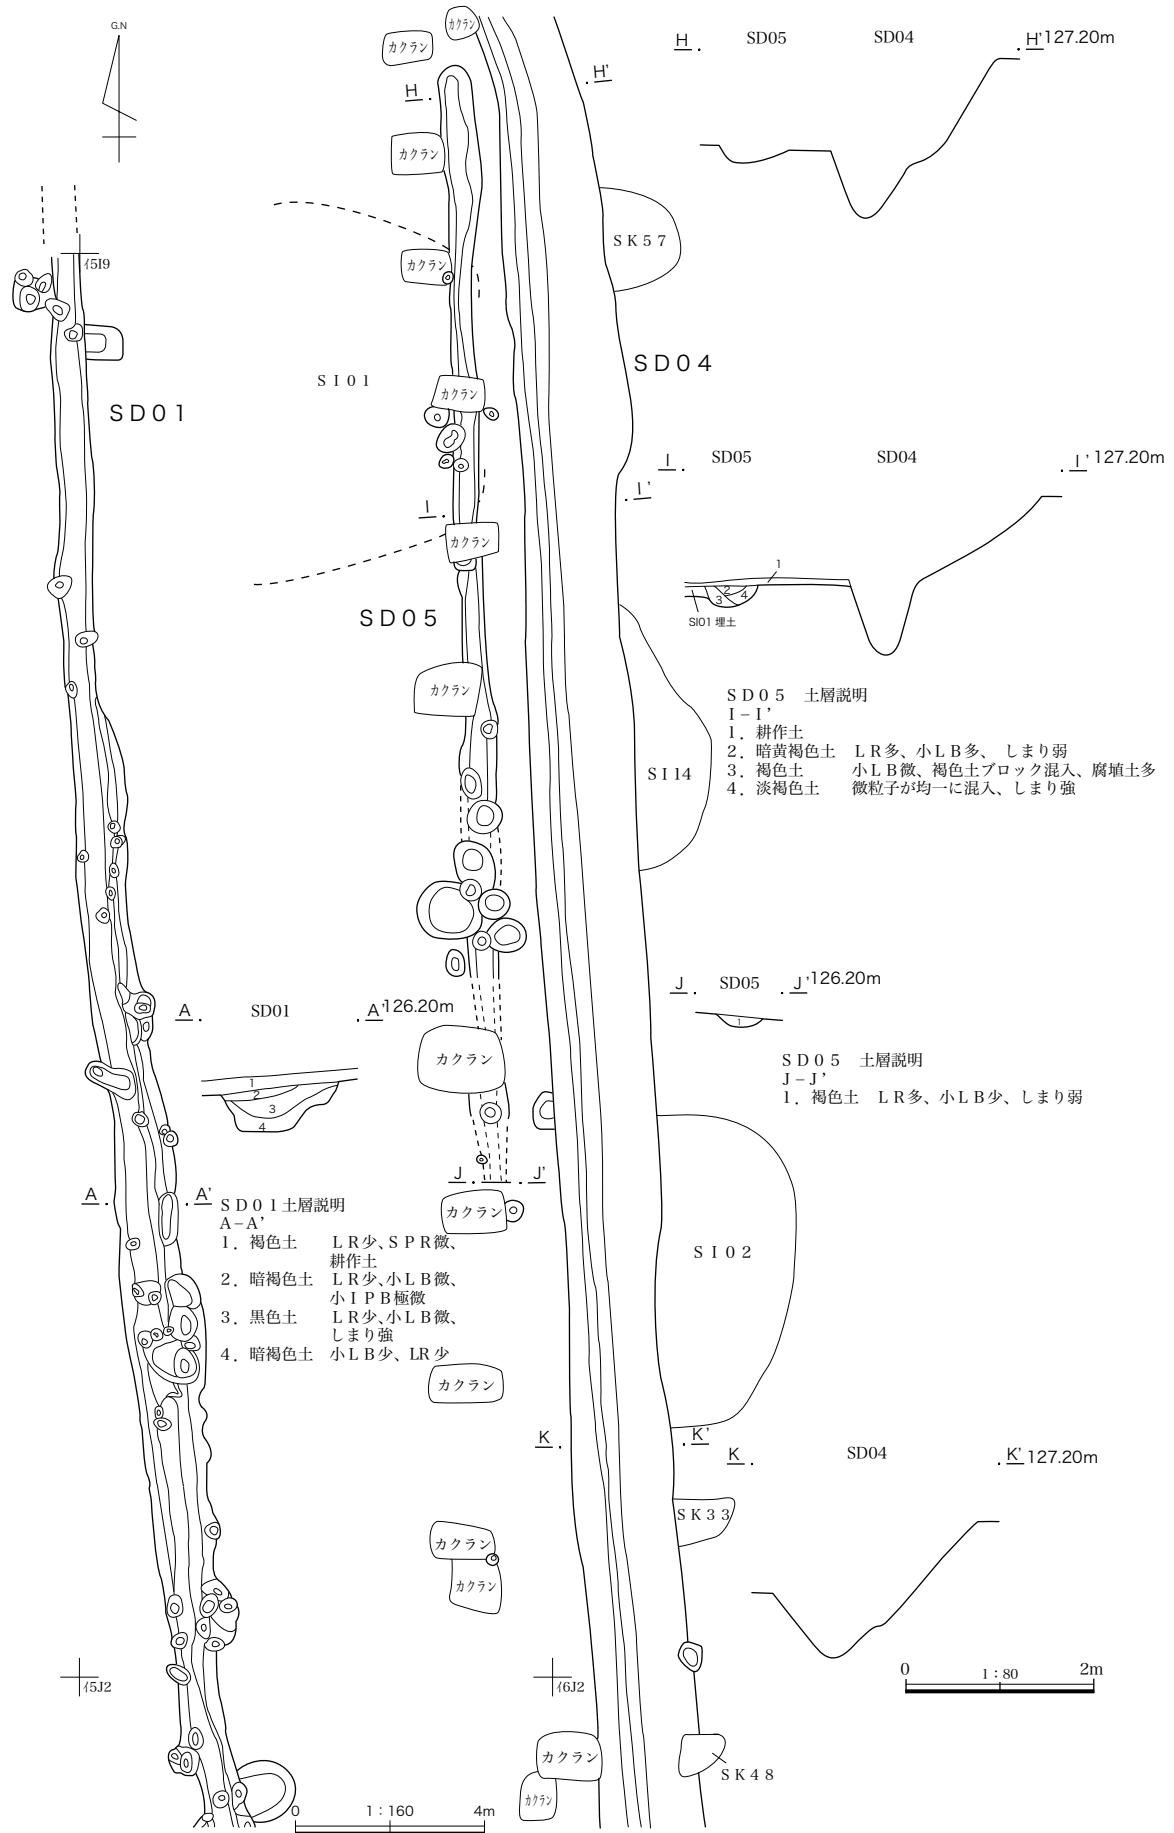 G.N
カクラン
カクラン
H
H'
カクラン
カクラン
カクラン
カクラン
カクラン
ｲ5I9
SI01
SD01
SK57
SD04
I
I'
SD05
H SD05 SD04 H' 127.20m
I SD05 SD04 I' 127.20m
1
2
3
4
SI01 埋土
SD05　土層説明
I－I'
1．耕作土
2．暗黄褐色土　LR多、小LB多、　しまり弱
3．褐色土　小LB微、褐色土ブロック混入、腐埴土多
4．淡褐色土　微粒子が均一に混入、しまり強
SI14
A SD01 A' 126.20m
1
2
3
4
カクラン
J SD05 J' 126.20m
1
SD05　土層説明
J－J'
1．褐色土　LR多、小LB少、しまり弱
J
J'
カクラン
A
A'
SD01土層説明
A－A'
1．褐色土　LR少、SPR微、
耕作土
2．暗褐色土　LR少、小LB微、
小IPB極微
3．黒色土　LR少、小LB微、
しまり強
4．暗褐色土　小LB少、LR少
カクラン
SI02
K
K'
K SD04 K' 127.20m
SK33
カクラン
カクラン
ｲ5J2
ｲ6J2
0 1：80 2m
カクラン
カクラン
SK48
0 1：160 4m